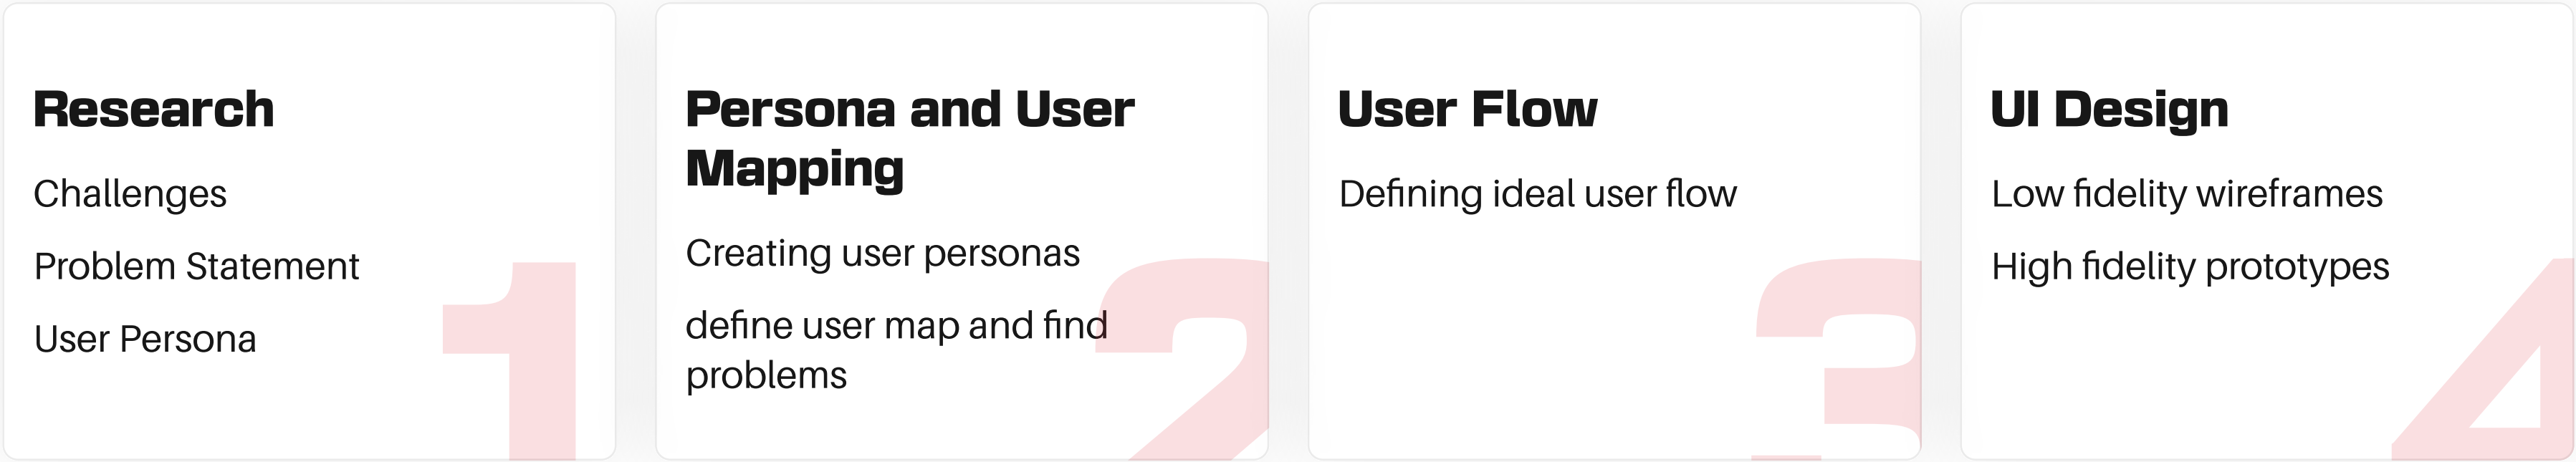 Research
Challenges
Problem Statement
User Persona
1
Persona and User
Mapping
Creating user personas
define user map and find
problems
2
User Flow
Defining ideal user flow
3
UI Design
Low fidelity wireframes
High fidelity prototypes
4